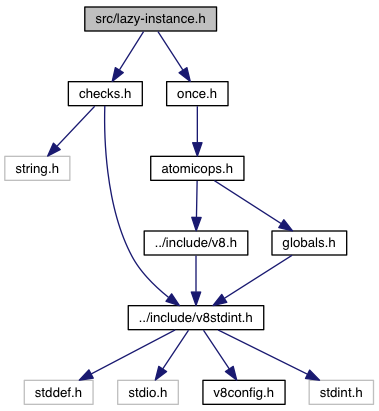 src/lazy-instance.h
checks.h
once.h
string.h
atomicops.h
../include/v8.h
globals.h
../include/v8stdint.h
stddef.h
stdio.h
v8config.h
stdint.h